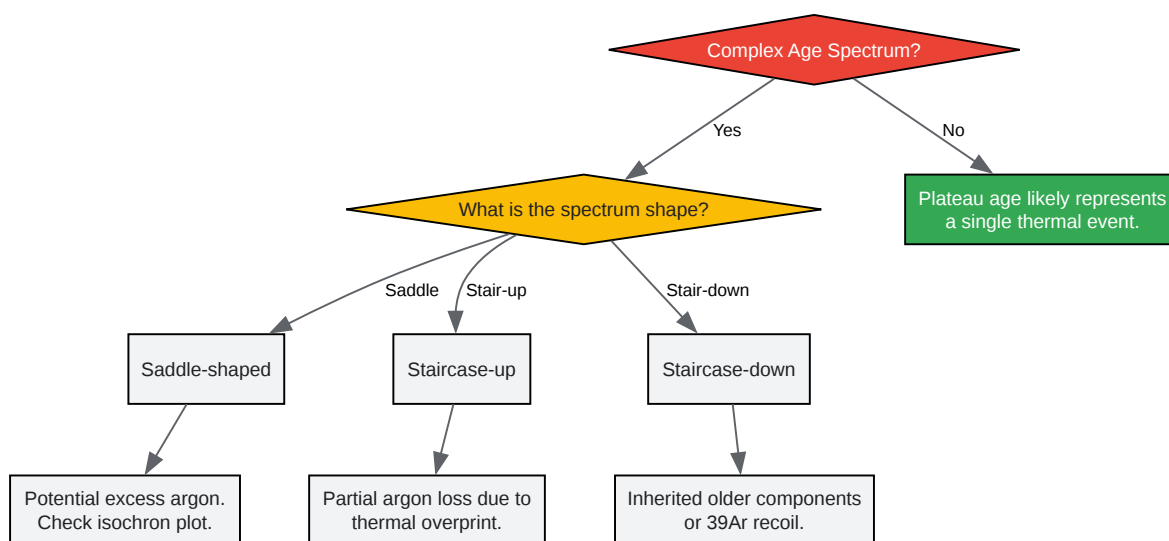 Complex Age Spectrum?
Yes
No
What is the spectrum shape?
Plateau age likely represents
a single thermal event.
Saddle
Stair-up
Stair-down
Saddle-shaped
Staircase-up
Staircase-down
Potential excess argon.
Check isochron plot.
Partial argon loss due to
thermal overprint.
Inherited older components
or 39Ar recoil.